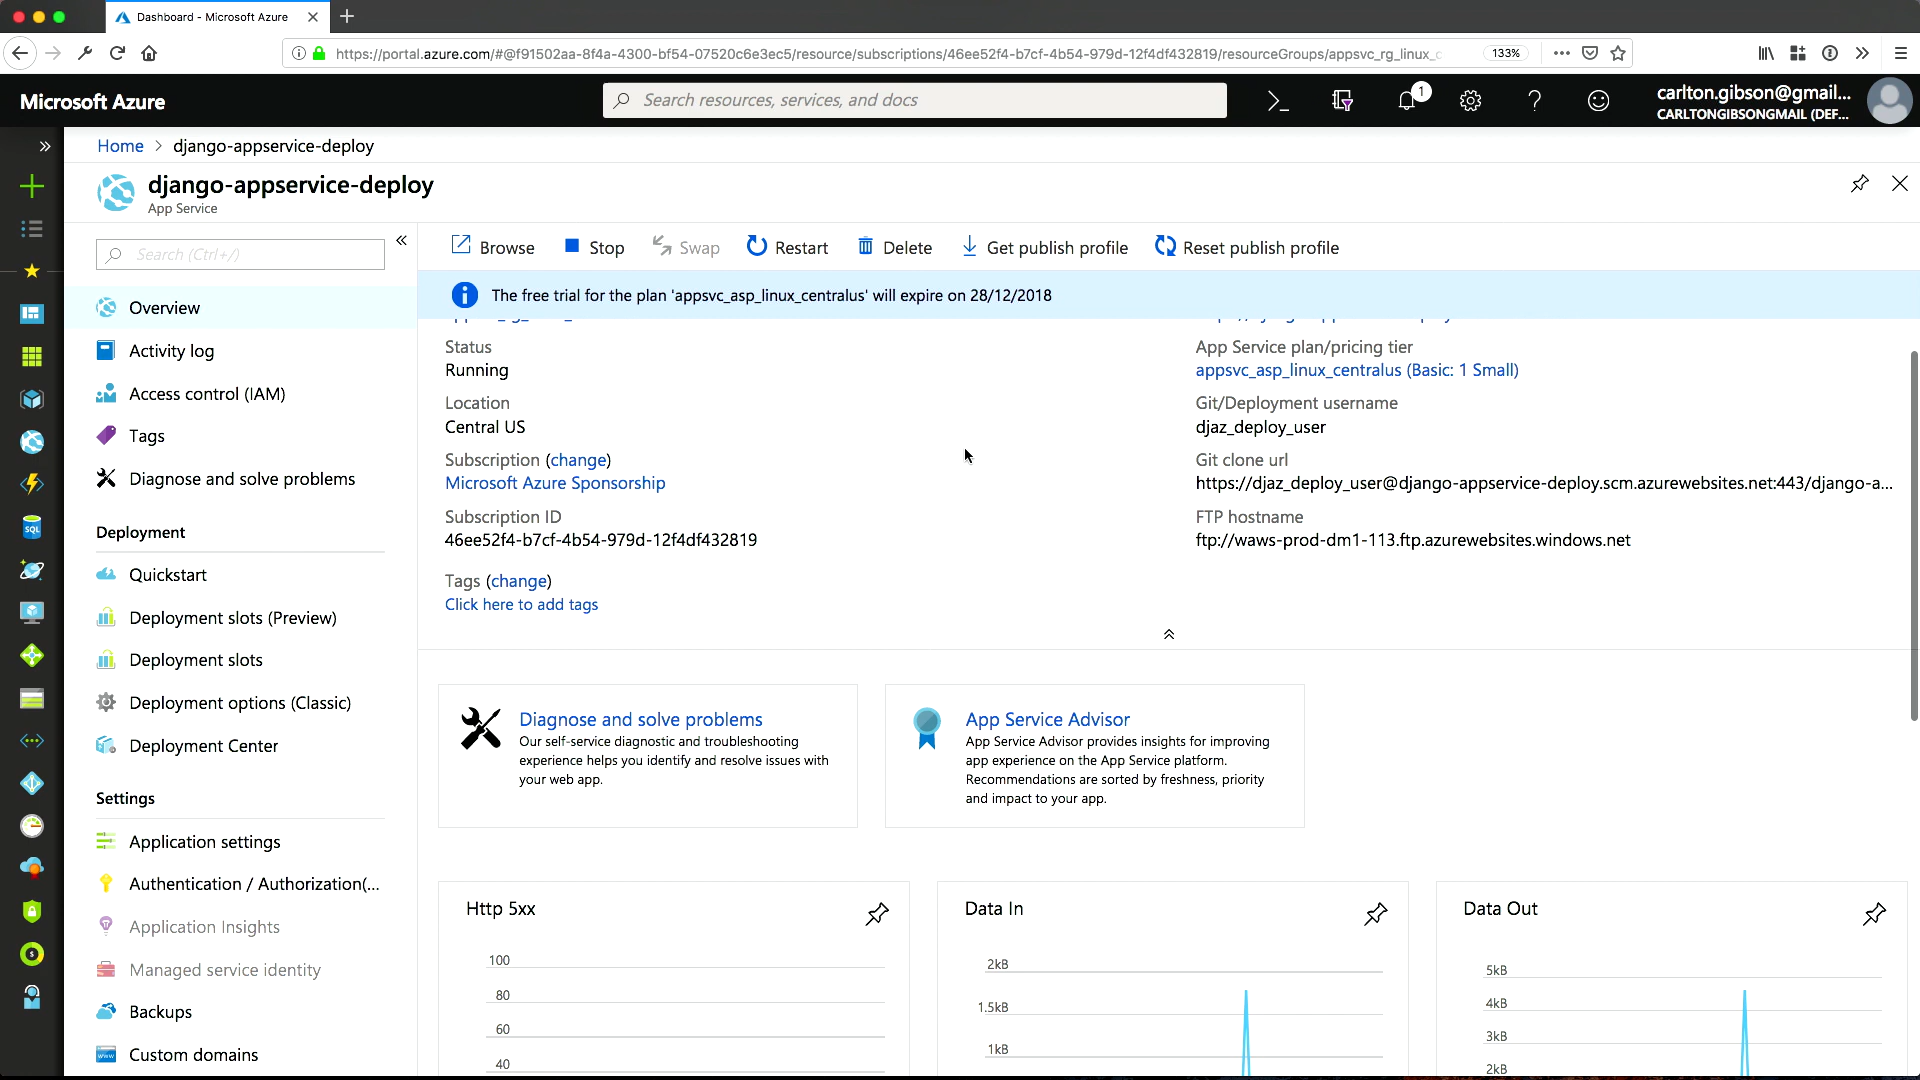 Dashboard - Microsoft Azure
https://portal.azure.com/#@f91502aa-8f4a-4300-bf54-07520c6e3ec5/resource/subscriptions/46ee52f4-b7cf-4b54-979d-12f4df432819/resourceGroups/appsvc_rg_linux_c
133%
Microsoft Azure
Search resources, services, and docs
1
carlton.gibson@gmail...
CARLTONGIBSONGMAIL (DEF...
Home > django-appservice-deploy
django-appservice-deploy
App Service
Search (Ctrl+/)
Overview
Activity log
Access control (IAM)
Tags
Diagnose and solve problems
Deployment
Quickstart
Deployment slots (Preview)
Deployment slots
Deployment options (Classic)
Deployment Center
Settings
Application settings
Authentication / Authorization(...
Application Insights
Managed service identity
Backups
Custom domains
Browse
Stop
Swap
Restart
Delete
Get publish profile
Reset publish profile
The free trial for the plan 'appsvc_asp_linux_centralus' will expire on 28/12/2018
Status
Running
Location
Central US
Subscription (change)
Microsoft Azure Sponsorship
Subscription ID
46ee52f4-b7cf-4b54-979d-12f4df432819
Tags (change)
Click here to add tags
App Service plan/pricing tier
appsvc_asp_linux_centralus (Basic: 1 Small)
Git/Deployment username
djaz_deploy_user
Git clone url
https://djaz_deploy_user@django-appservice-deploy.scm.azurewebsites.net:443/django-a...
FTP hostname
ftp://waws-prod-dm1-113.ftp.azurewebsites.windows.net
Diagnose and solve problems
Our self-service diagnostic and troubleshooting
experience helps you identify and resolve issues with
your web app.
App Service Advisor
App Service Advisor provides insights for improving
app experience on the App Service platform.
Recommendations are sorted by freshness, priority
and impact to your app.
Http 5xx
100
80
60
40
Data In
2kB
1.5kB
1kB
Data Out
5kB
4kB
3kB
2kB